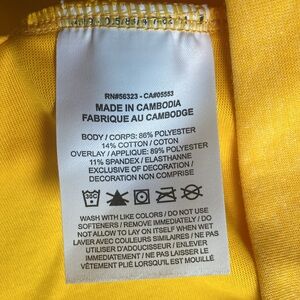 RN#56323 - CA#05553
MADE IN CAMBODIA
FABRIQUE AU CAMBODGE
BODY / CORPS: 86% POLYESTER
14% COTTON / COTON
OVERLAY / APPLIQUE: 89% POLYESTER
11% SPANDEX / ELASTHANNE
EXCLUSIVE OF DECORATION /
DECORATION NON COMPRISE
WASH WITH LIKE COLORS / DO NOT USE
SOFTENERS / REMOVE IMMEDIATELY / DO
NOT ALLOW TO LAY ON ITSELF WHEN WET
LAVER AVEC COULEURS SIMILAIRES / NE PAS
UTILISER D'ADOUCISSEUR / ENLEVER
IMMEDIATEMENT / NE PAS LAISSER LE
VÊTEMENT PLIÉ LORSQU'IL EST MOUILLÉ